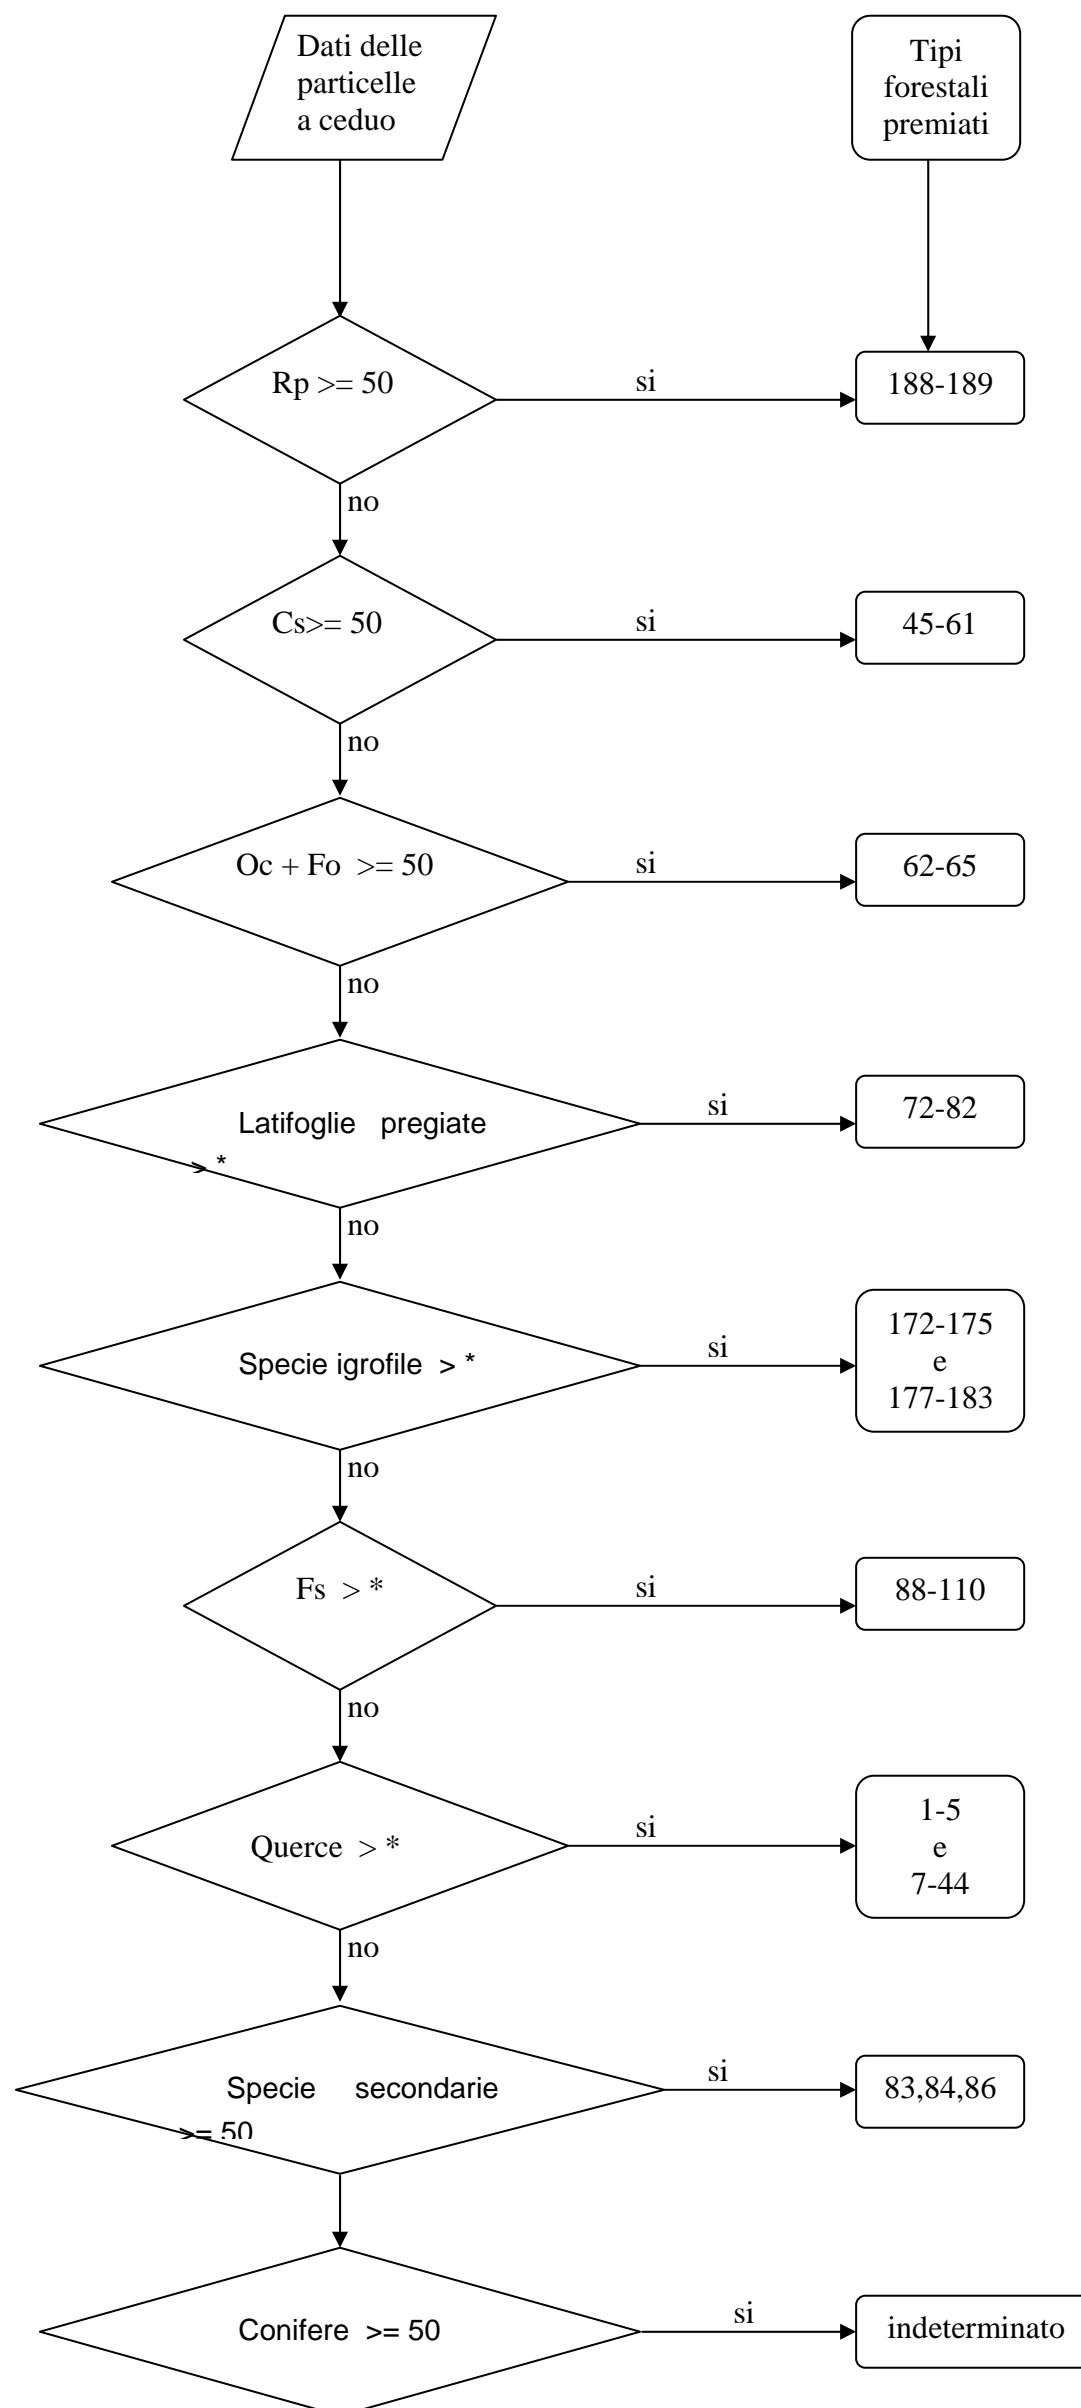 Dati delle
particelle
a ceduo
Tipi
forestali
premiati
Rp >= 50
si
188-189
no
Cs>= 50
si
45-61
no
Oc + Fo >= 50
si
62-65
no
Latifoglie pregiate
> *
si
72-82
no
Specie igrofile > *
si
172-175
e
177-183
no
Fs > *
si
88-110
no
Querce > *
si
1-5
e
7-44
no
Specie secondarie
>= 50
si
83,84,86
Conifere >= 50
si
indeterminato